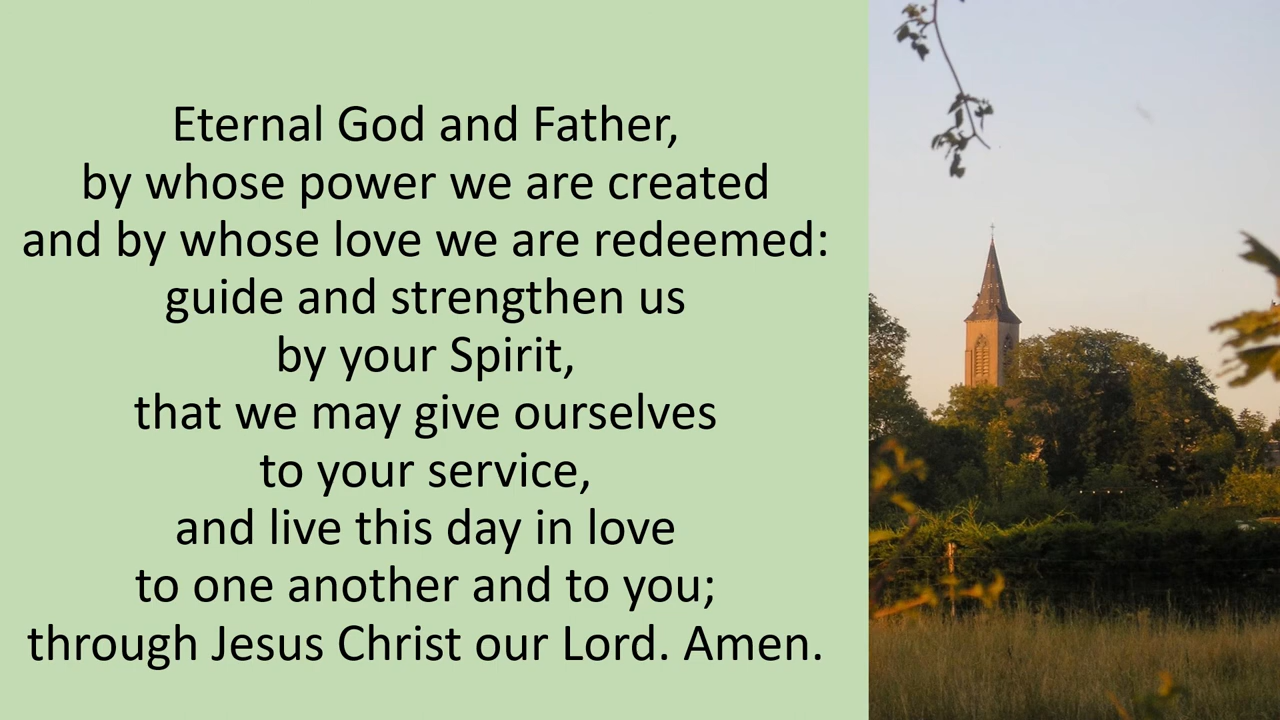 Eternal God and Father,
by whose power we are created
and by whose love we are redeemed:
guide and strengthen us
by your Spirit,
that we may give ourselves
to your service,
and live this day in love
to one another and to you;
through Jesus Christ our Lord. Amen.